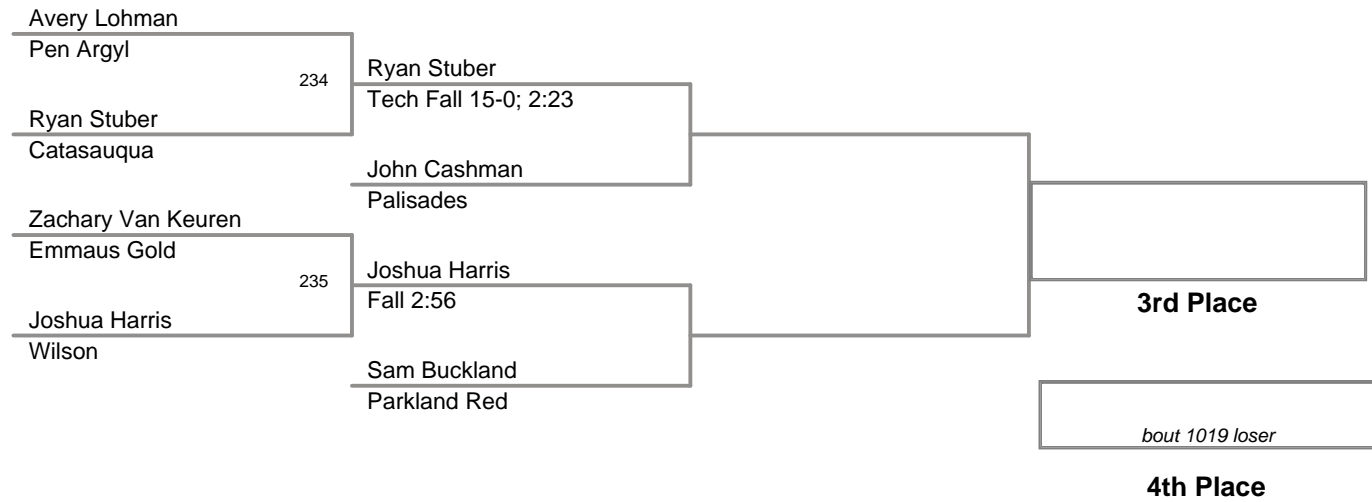 Avery Lohman
Pen Argyl
234
Ryan Stuber
Tech Fall 15-0; 2:23
Ryan Stuber
Catasauqua
John Cashman
Palisades
Zachary Van Keuren
Emmaus Gold
235
Joshua Harris
Fall 2:56
Joshua Harris
Wilson
3rd Place
Sam Buckland
Parkland Red
bout 1019 loser
4th Place